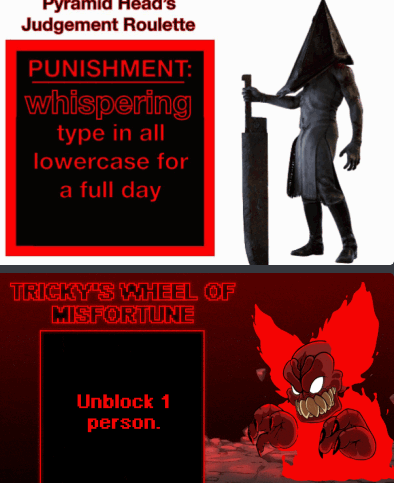 Pyramid Head's
Judgement Roulette
PUNISHMENT:
whispering
type in all
lowercase for
a full day
TRICKY'S WHEEL OF
MISFORTUNE
Unblock 1
person.